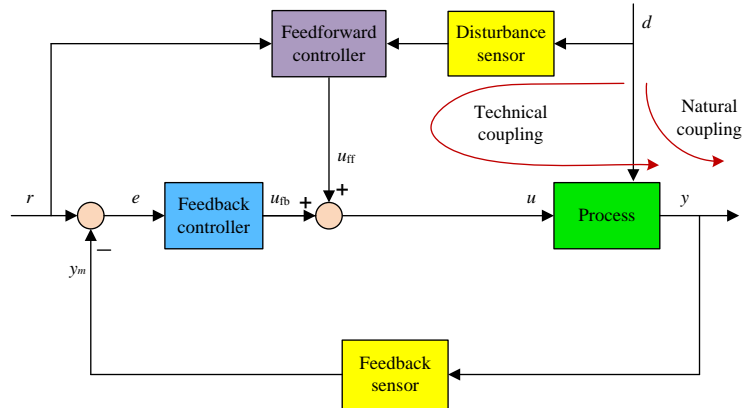 d
Feedforward
controller
Disturbance
sensor
Technical
coupling
Natural
coupling
uff
+
r
e
Feedback
controller
ufb
+
u
Process
y
−
ym
Feedback
sensor